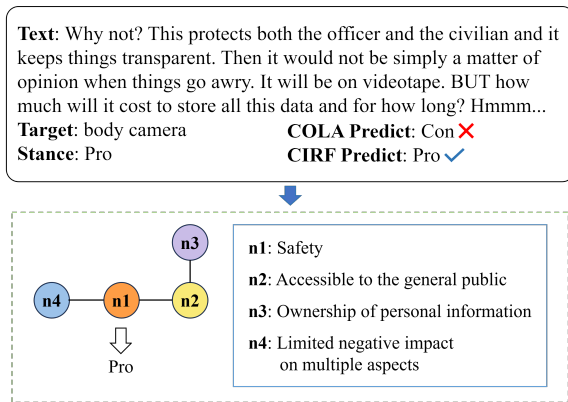 Text: Why not? This protects both the officer and the civilian and it
keeps things transparent. Then it would not be simply a matter of
opinion when things go awry. It will be on videotape. BUT how
much will it cost to store all this data and for how long? Hmmm...
Target: body camera
COLA Predict: Con
Stance: Pro
CIRF Predict: Pro
n3
n4
n1
n2
Pro
n1: Safety
n2: Accessible to the general public
n3: Ownership of personal information
n4: Limited negative impact
on multiple aspects